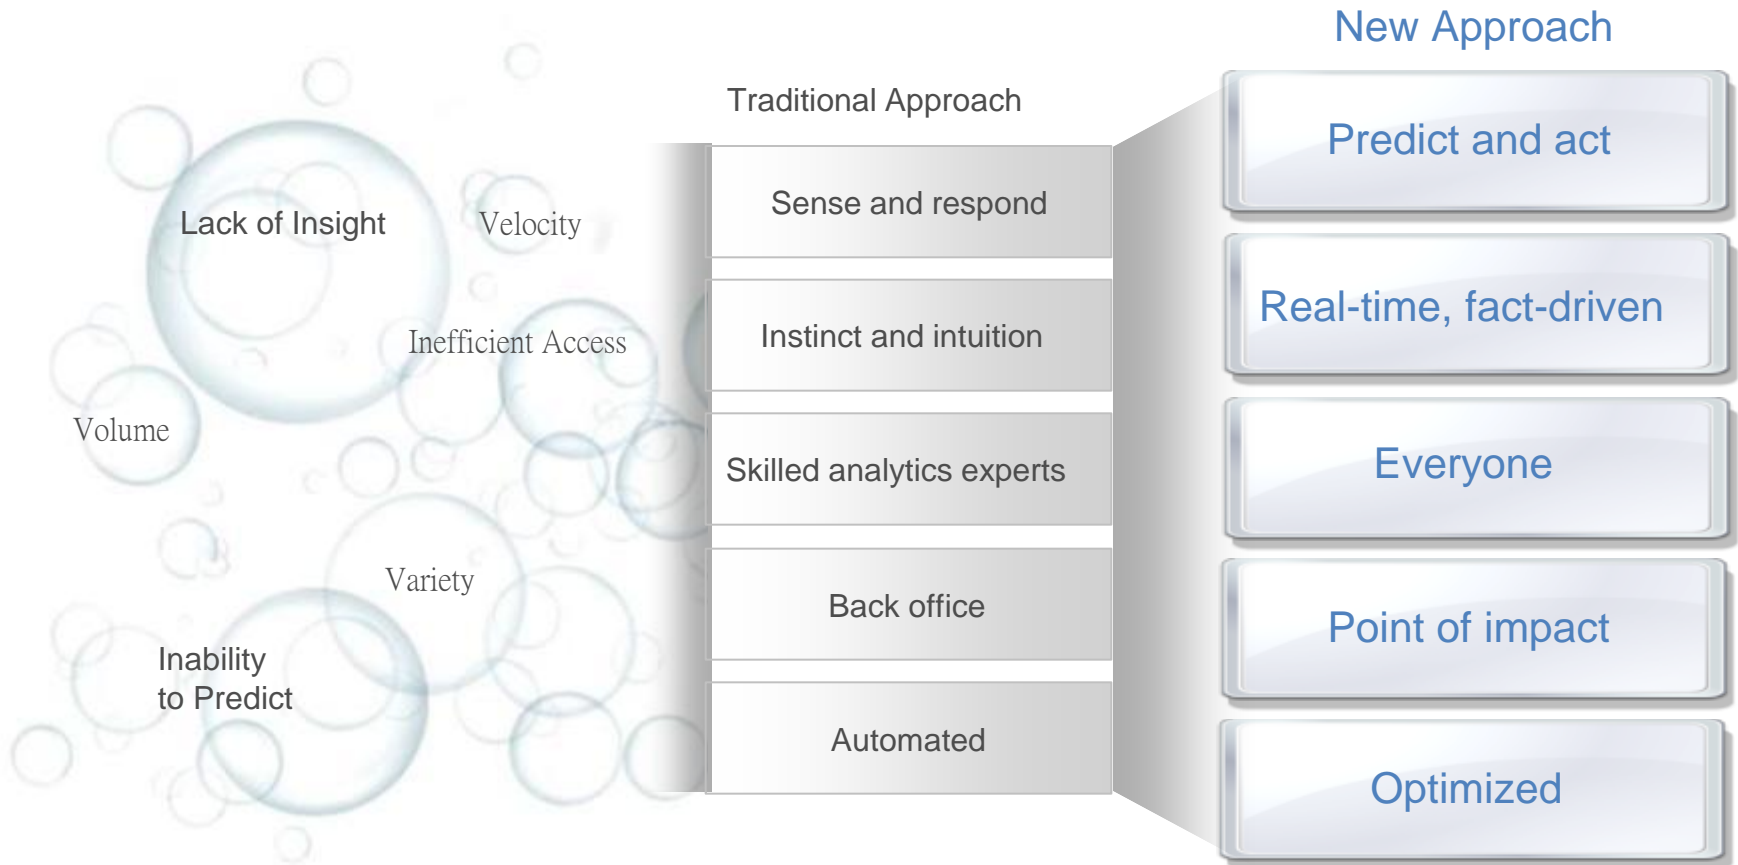 New Approach
Traditional Approach
Lack of Insight
Velocity
Inefficient Access
Volume
Variety
Inability
to Predict
Sense and respond
Instinct and intuition
Skilled analytics experts
Back office
Automated
Predict and act
Real-time, fact-driven
Everyone
Point of impact
Optimized